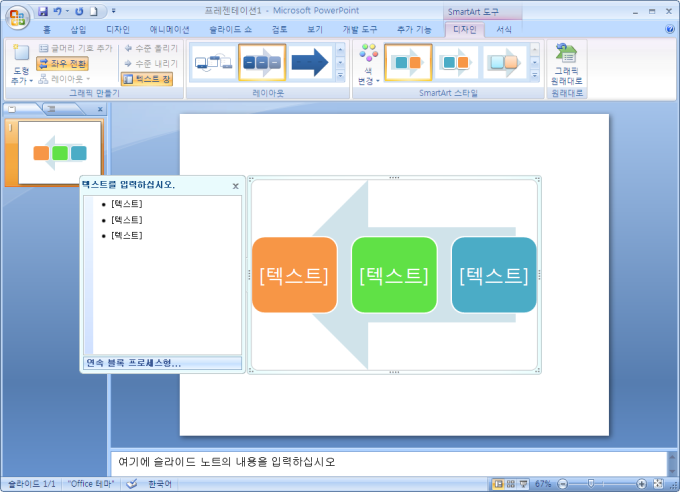 프레젠테이션1 - Microsoft PowerPoint
SmartArt 도구
홈 삽입 디자인 애니메이션 슬라이드 쇼 검토 보기 개발 도구 추가 기능 디자인 서식
도형 추가
글머리 기호 추가
좌우 전환
레이아웃
수준 올리기
수준 내리기
텍스트 창
그래픽 만들기
레이아웃
색 변경
SmartArt 스타일
그래픽 원래대로
원래대로
1
텍스트를 입력하십시오.
[텍스트]
[텍스트]
[텍스트]
연속 블록 프로세스형...
[텍스트] [텍스트] [텍스트]
여기에 슬라이드 노트의 내용을 입력하십시오
슬라이드 1/1 "Office 테마" 한국어 67%